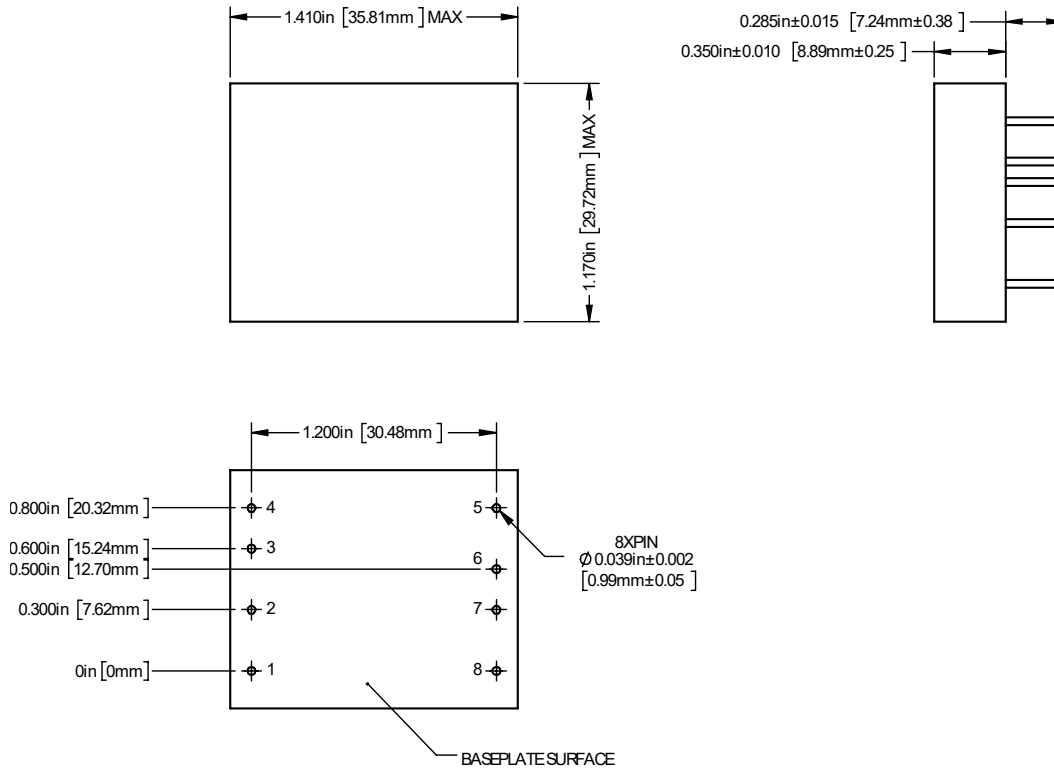 1.410in [35.81mm] MAX
0.285in±0.015 [7.24mm±0.38]
0.350in±0.010 [8.89mm±0.25]
1.170in [29.72mm] MAX
1.200in [30.48mm]
0.800in [20.32mm]
4
5
0.600in [15.24mm]
3
0.500in [12.70mm]
6
8XPIN
Ø0.039in±0.002
[0.99mm±0.05]
0.300in [7.62mm]
2
7
0in [0mm]
1
8
BASEPLATE SURFACE